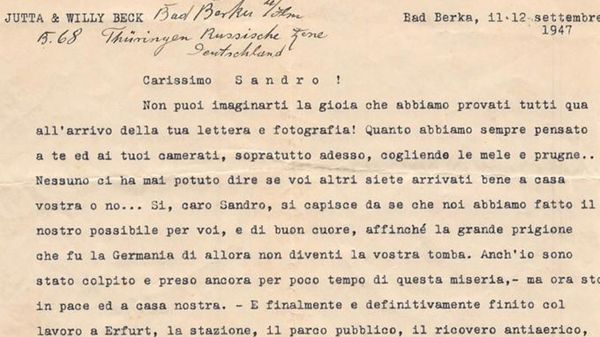 JUTTA & WILLY BECK Bad Berka
Bad Berka, 11.12 settembre
B.68 Thüringen Russische Zone
1947
Deutschland
Carissimo Sandro !
Non puoi imaginarti la gioia che abbiamo provati tutti qua
all'arrivo della tua lettera e fotografia! Quanto abbiamo sempre pensato
a te ed ai tuoi camerati, sopratutto adesso, cogliendo le mele e prugne..
Nessuno ci ha mai potuto dire se voi altri siete arrivati bene a casa
vostra o no... Si, caro Sandro, si capisce da se che noi abbiamo fatto il
nostro possibile per voi, e di buon cuore, affinché la grande prigione
che fu la Germania di allora non diventi la vostra tomba. Anch'io sono
stato colpito e preso ancora per poco tempo di questa miseria,- ma ora sto
in pace ed a casa nostra. - E finalmente e definitivamente finito col
lavoro a Erfurt, la stazione, il parco pubblico, il ricovero antiaerico,